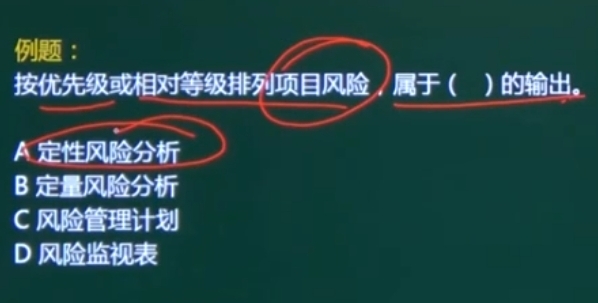 例题：
按优先级或相对等级排列项目风险，属于（ ）的输出。
A 定性风险分析
B 定量风险分析
C 风险管理计划
D 风险监视表